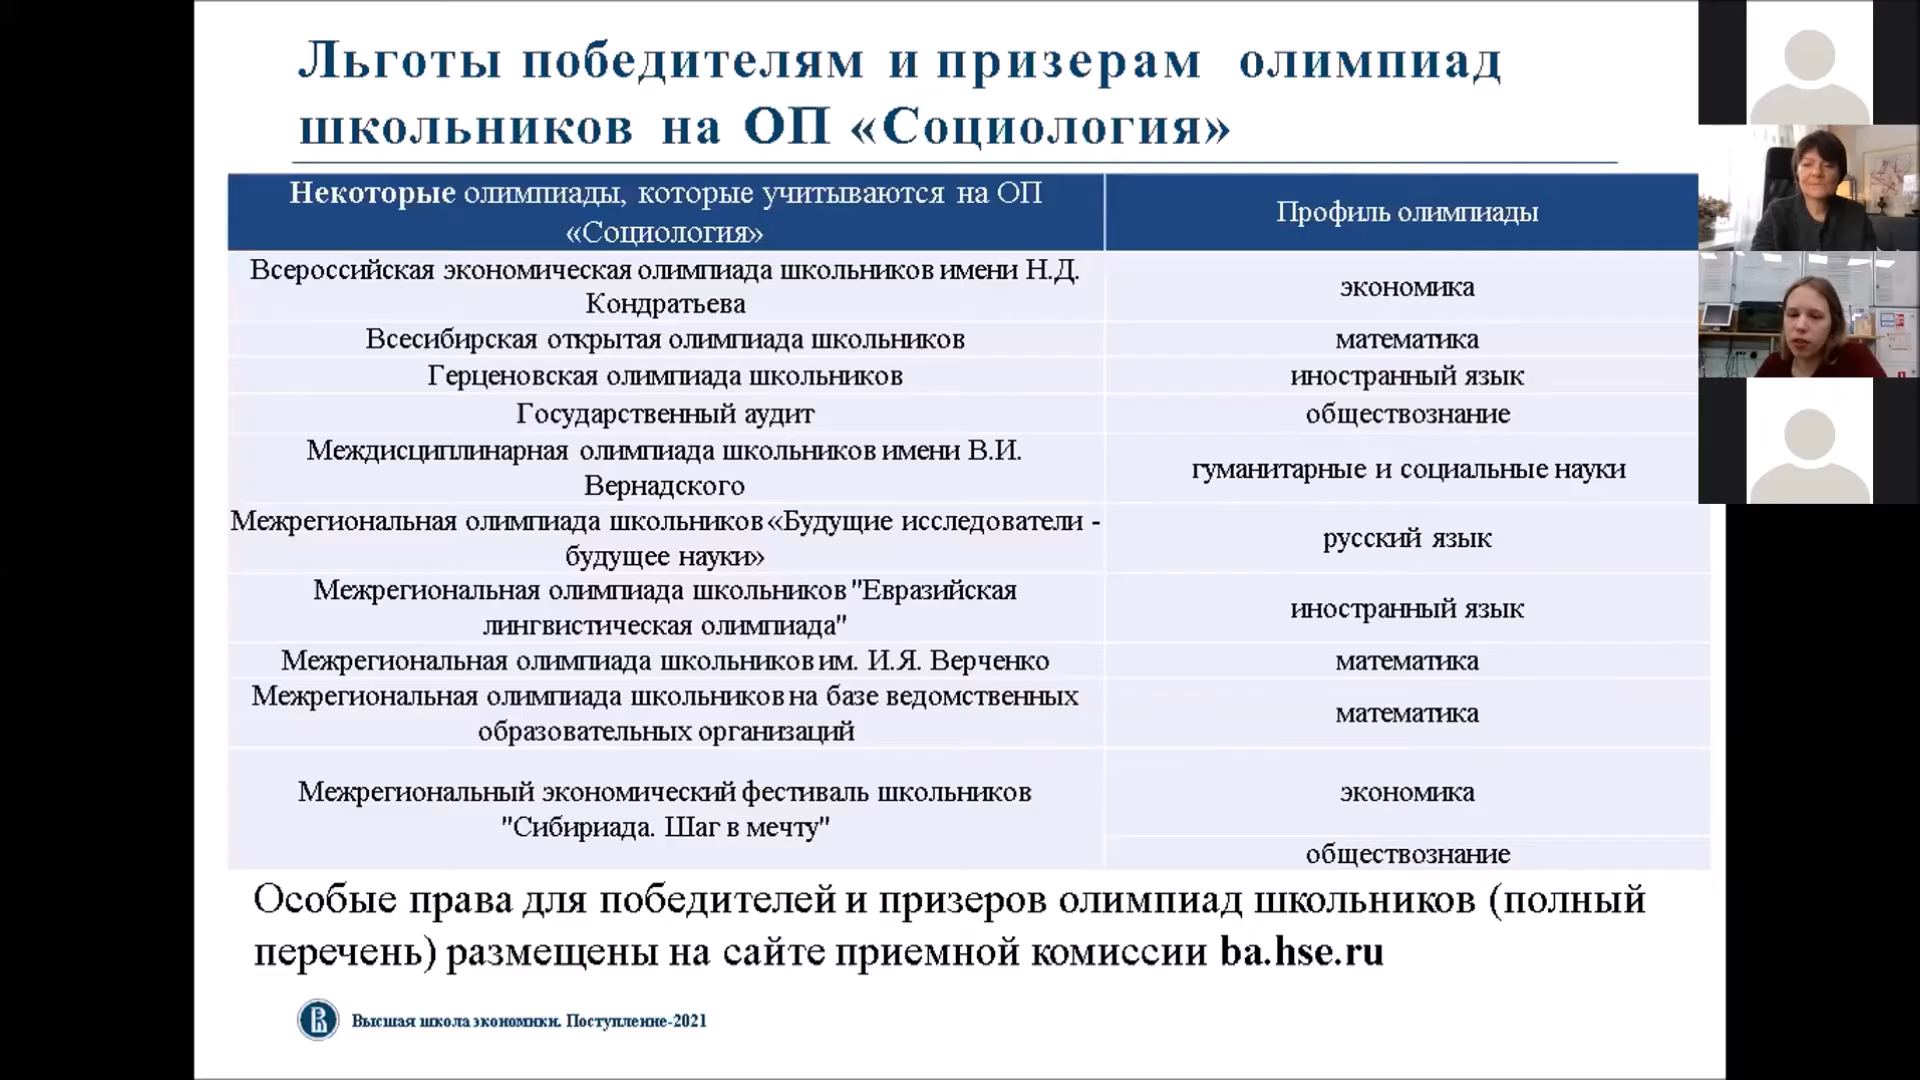 Льготы победителям и призерам олимпиад
школьников на ОП «Социология»
Некоторые олимпиады, которые учитываются на ОП
«Социология»
Профиль олимпиады
Всероссийская экономическая олимпиада школьников имени Н.Д.
Кондратьева
экономика
Всесибирская открытая олимпиада школьников
математика
Герценовская олимпиада школьников
иностранный язык
Государственный аудит
обществознание
Междисциплинарная олимпиада школьников имени В.И.
Вернадского
гуманитарные и социальные науки
Межрегиональная олимпиада школьников «Будущие исследователи -
будущее науки»
русский язык
Межрегиональная олимпиада школьников "Евразийская
лингвистическая олимпиада"
иностранный язык
Межрегиональная олимпиада школьников им. И.Я. Верченко
математика
Межрегиональная олимпиада школьников на базе ведомственных
образовательных организаций
математика
Межрегиональный экономический фестиваль школьников
"Сибириада. Шаг в мечту"
экономика
обществознание
Особые права для победителей и призеров олимпиад школьников (полный
перечень) размещены на сайте приемной комиссии ba.hse.ru
Высшая школа экономики. Поступление-2021